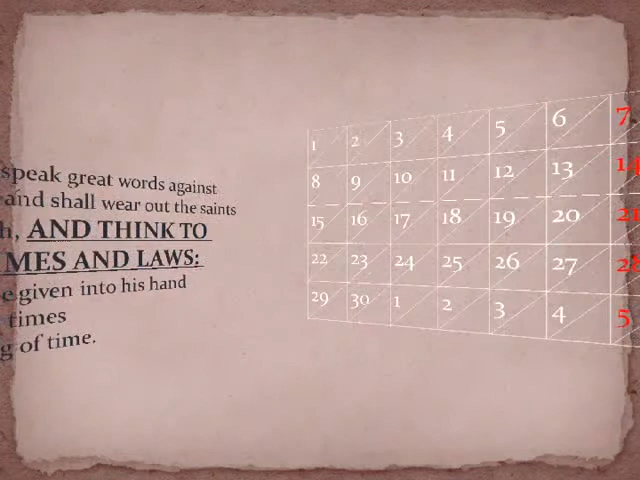 speak great words against
and shall wear out the saints
h, AND THINK TO
MES AND LAWS:
e given into his hand
times
g of time.
1 2 3 4 5 6 7
8 9 10 11 12 13 14
15 16 17 18 19 20 21
22 23 24 25 26 27 28
29 30 1 2 3 4 5